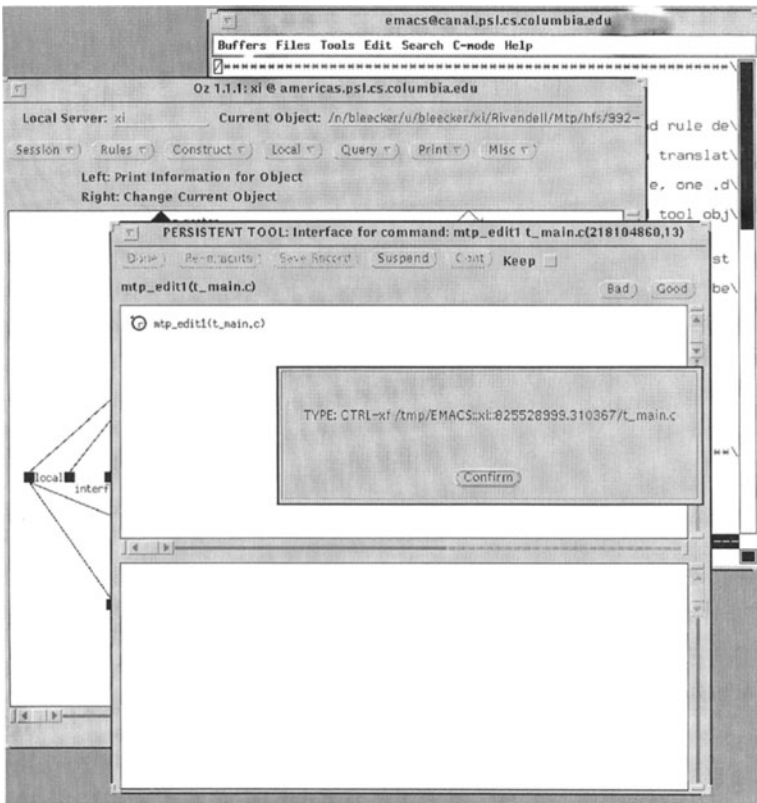 emacs@canal.psl.cs.columbia.edu
Buffers Files Tools Edit Search C-mode Help
Oz 1.1.1: xi @ americas.psl.cs.columbia.edu
Local Server: xi Current Object: /n/bleecker/u/bleecker/xi/Rivendell/Mtp/hfs/992-
Session Rules Construct Local Query Print Misc
Left: Print Information for Object
Right: Change Current Object
d rule de\
translat\
e, one .d\
tool obj\
st
be\
PERSISTENT TOOL: Interface for command: mtp_edit1 t_main.c(218104860,13)
Save Record Suspend Cont Keep
mtp_edit1(t_main.c) Bad Good
mtp_edit1(t_main.c)
TYPE: CTRL-xf /tmp/EMACS::xi::825528999.310367/t_main.c
Confirm
**\
local
interf